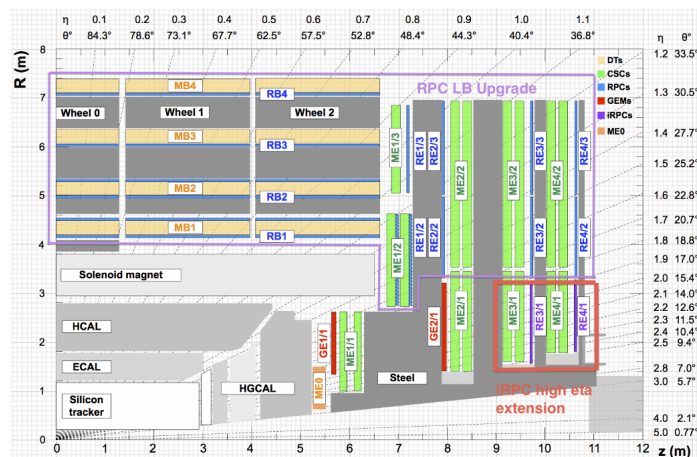 η 0.1 0.2 0.3 0.4 0.5 0.6 0.7 0.8 0.9 1.0 1.1 η θ°
θ° 84.3° 78.6° 73.1° 67.7° 62.5° 57.5° 52.8° 48.4° 44.3° 40.4° 36.8°
R (m)
8
7
6
5
4
3
2
1
0
1.2 33.5°
1.3 30.5°
1.4 27.7°
1.5 25.2°
1.6 22.8°
1.7 20.7°
1.8 18.8°
1.9 17.0°
2.0 15.4°
2.1 14.0°
2.2 12.6°
2.3 11.5°
2.4 10.4°
2.5 9.4°
2.8 7.0°
3.0 5.7°
4.0 2.1°
5.0 0.77°
DTs
CSCs
RPCs
GEMs
iRPCs
ME0
RPC LB Upgrade
MB4
RB4
Wheel 0
Wheel 1
Wheel 2
MB3
RB3
MB2
RB2
MB1
RB1
ME1/3
RE1/3
RE2/3
ME2/2
ME3/2
RE3/3
ME4/2
RE4/3
ME1/2
RE1/2
RE2/2
RE3/2
RE4/2
Solenoid magnet
HCAL
ECAL
Silicon
tracker
HGCAL
ME0
GE1/1
ME1/1
Steel
GE2/1
ME2/1
ME3/1
RE3/1
ME4/1
RE4/1
iRPC high eta
extension
0 1 2 3 4 5 6 7 8 9 10 11 12
z (m)